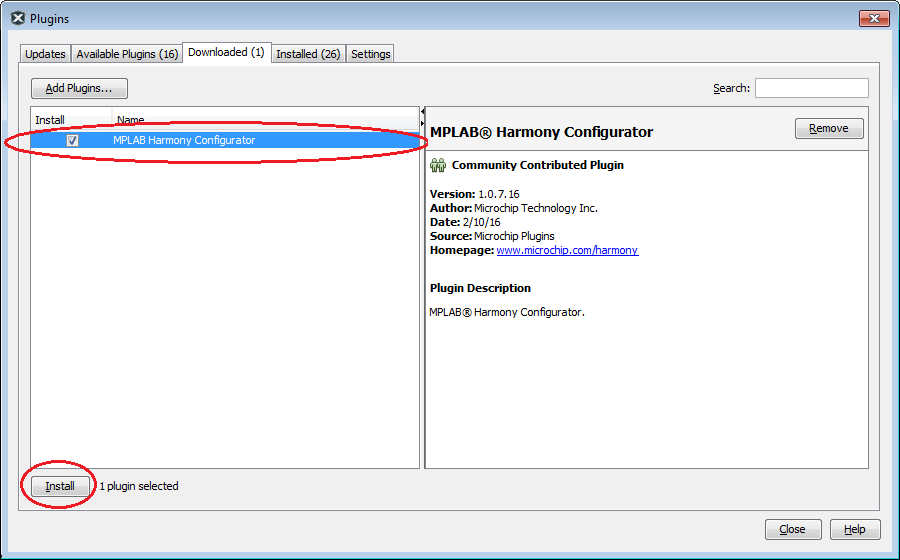 Plugins
Updates
Available Plugins (16)
Downloaded (1)
Installed (26)
Settings
Add Plugins...
Search:
Install Name
MPLAB Harmony Configurator
MPLAB® Harmony Configurator
Remove
Community Contributed Plugin
Version: 1.0.7.16
Author: Microchip Technology Inc.
Date: 2/10/16
Source: Microchip Plugins
Homepage: www.microchip.com/harmony
Plugin Description
MPLAB® Harmony Configurator.
Install
1 plugin selected
Close
Help